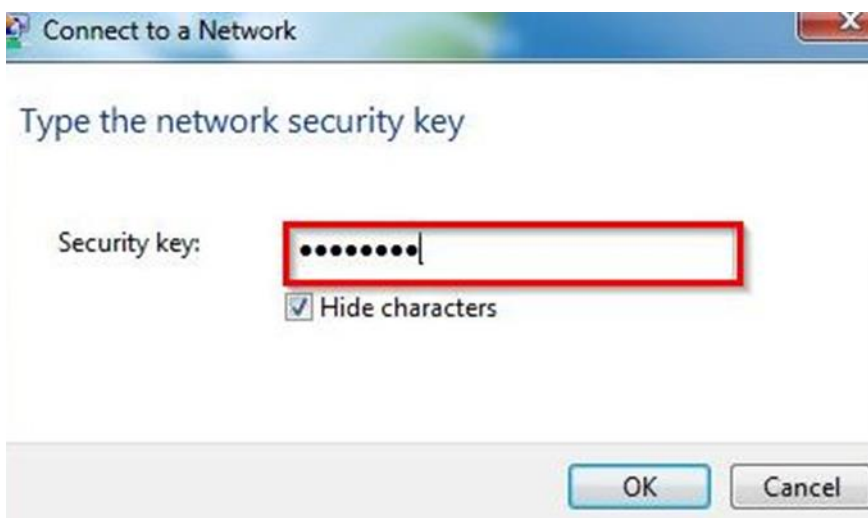 Connect to a Network
Type the network security key
Security key: ••••••••
Hide characters
OK Cancel